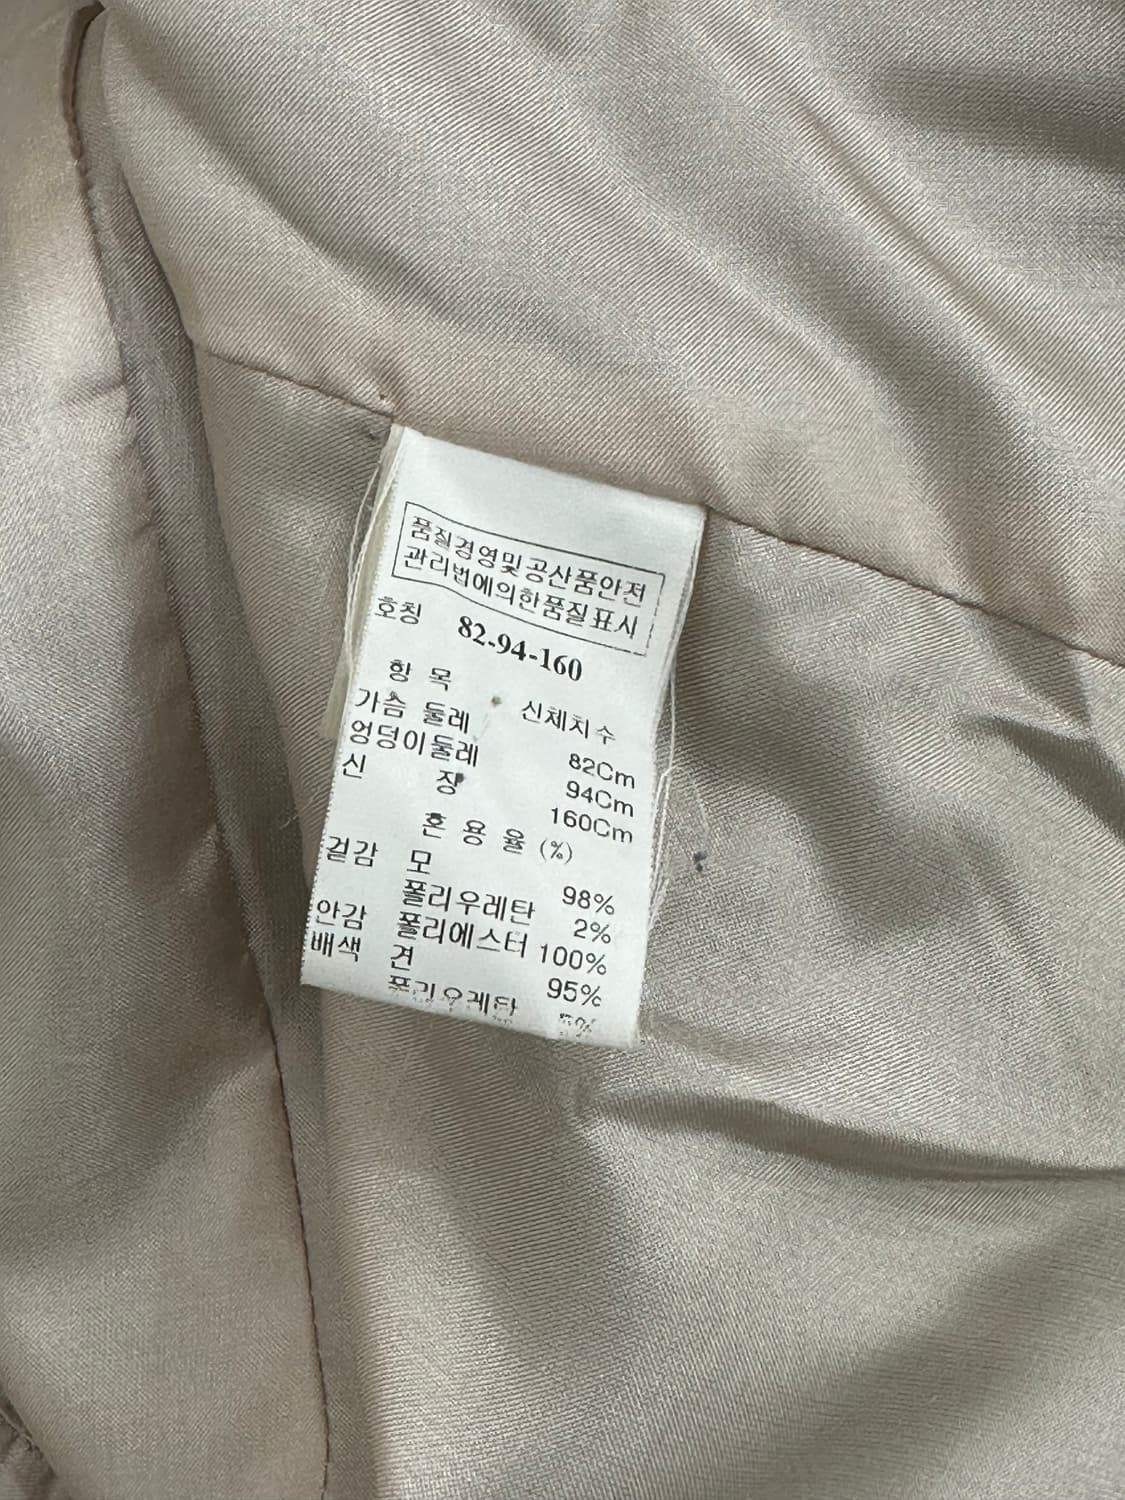 품질경영및공산품안전
관리법에의한품질표시
호칭 82-94-160
항 목 신체치수
가슴 둘레 82Cm
엉덩이둘레 94Cm
신 장 160Cm
혼 용 율 (%)
겉감 모 98%
폴리우레탄 2%
안감 폴리에스터 100%
배색 견 95%
폴리우레탄 5%